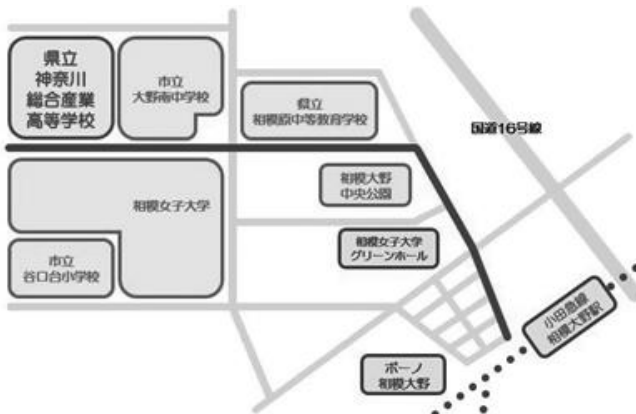 県立
神奈川
総合産業
高等学校
市立
大野南中学校
県立
相模原中等教育学校
国道16号線
相模女子大学
相模大野
中央公園
市立
谷口台小学校
相模女子大学
グリーンホール
小田急線
相模大野駅
ボーノ
相模大野